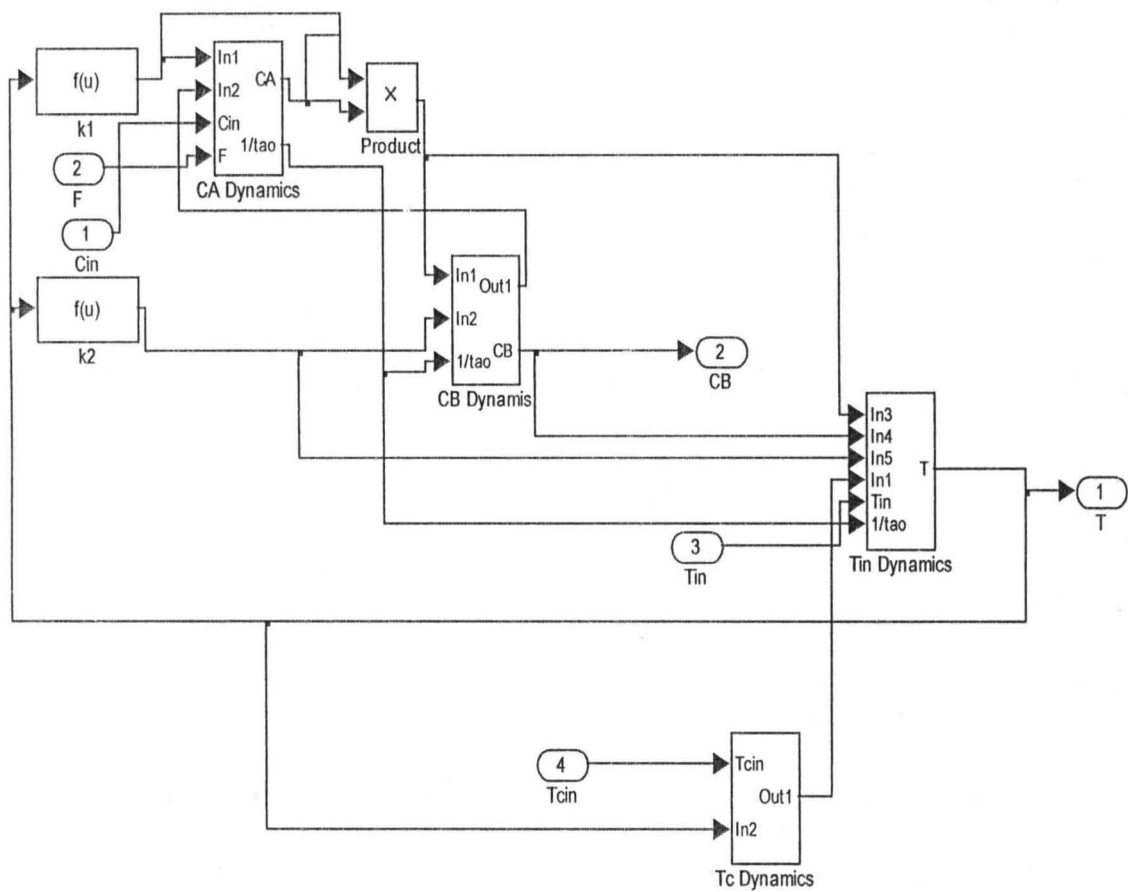 f(u)
k1
2
F
1
Cin
f(u)
k2
In1
In2
Cin
F
CA
1/tao
CA Dynamics
X
Product
In1
In2
1/tao
Out1
CB
CB Dynamis
2
CB
In3
In4
In5
In1
Tin
1/tao
T
Tin Dynamics
1
T
3
Tin
4
Tcin
Tcin
In2
Out1
Tc Dynamics